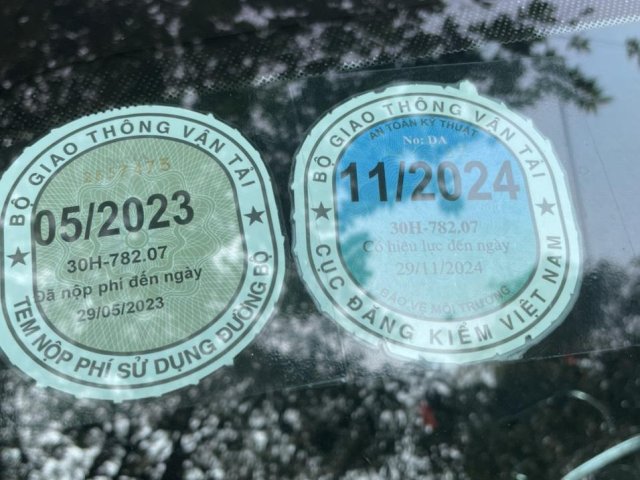 BỘ GIAO THÔNG VẬN TẢI
05/2023
30H-782.07
Đã nộp phí đến ngày
29/05/2023
TEM NỘP PHÍ SỬ DỤNG ĐƯỜNG BỘ
BỘ GIAO THÔNG VẬN TẢI
AN TOÀN KỸ THUẬT
No: DA
11/2024
30H-782.07
Có hiệu lực đến ngày
29/11/2024
BẢO VỆ MÔI TRƯỜNG
CỤC ĐĂNG KIỂM VIỆT NAM